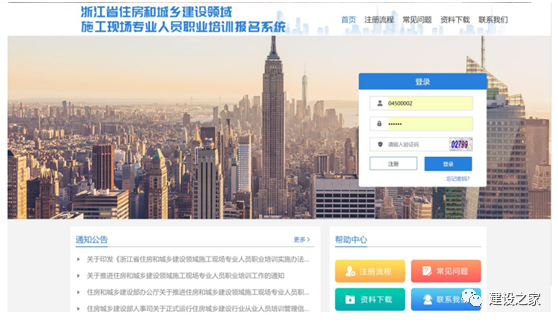 浙江省住房和城乡建设领域
施工现场专业人员职业培训报名系统
首页 注册流程 常见问题 资料下载 联系我们
登录
04500002
••••••
请输入验证码 02799
注册 登录
忘记密码?
通知公告 更多 >
关于印发《浙江省住房和城乡建设领域施工现场专业人员职业培训实施办法...
关于推进住房和城乡建设领域施工现场专业人员职业培训工作的通知
住房和城乡建设部办公厅关于推进住房和城乡建设领域施工现场专业人员职...
住房城乡建设部人事司关于正式运行住房城乡建设行业从业人员培训管理信...
帮助中心
注册流程 常见问题
资料下载 联系我
建设之家